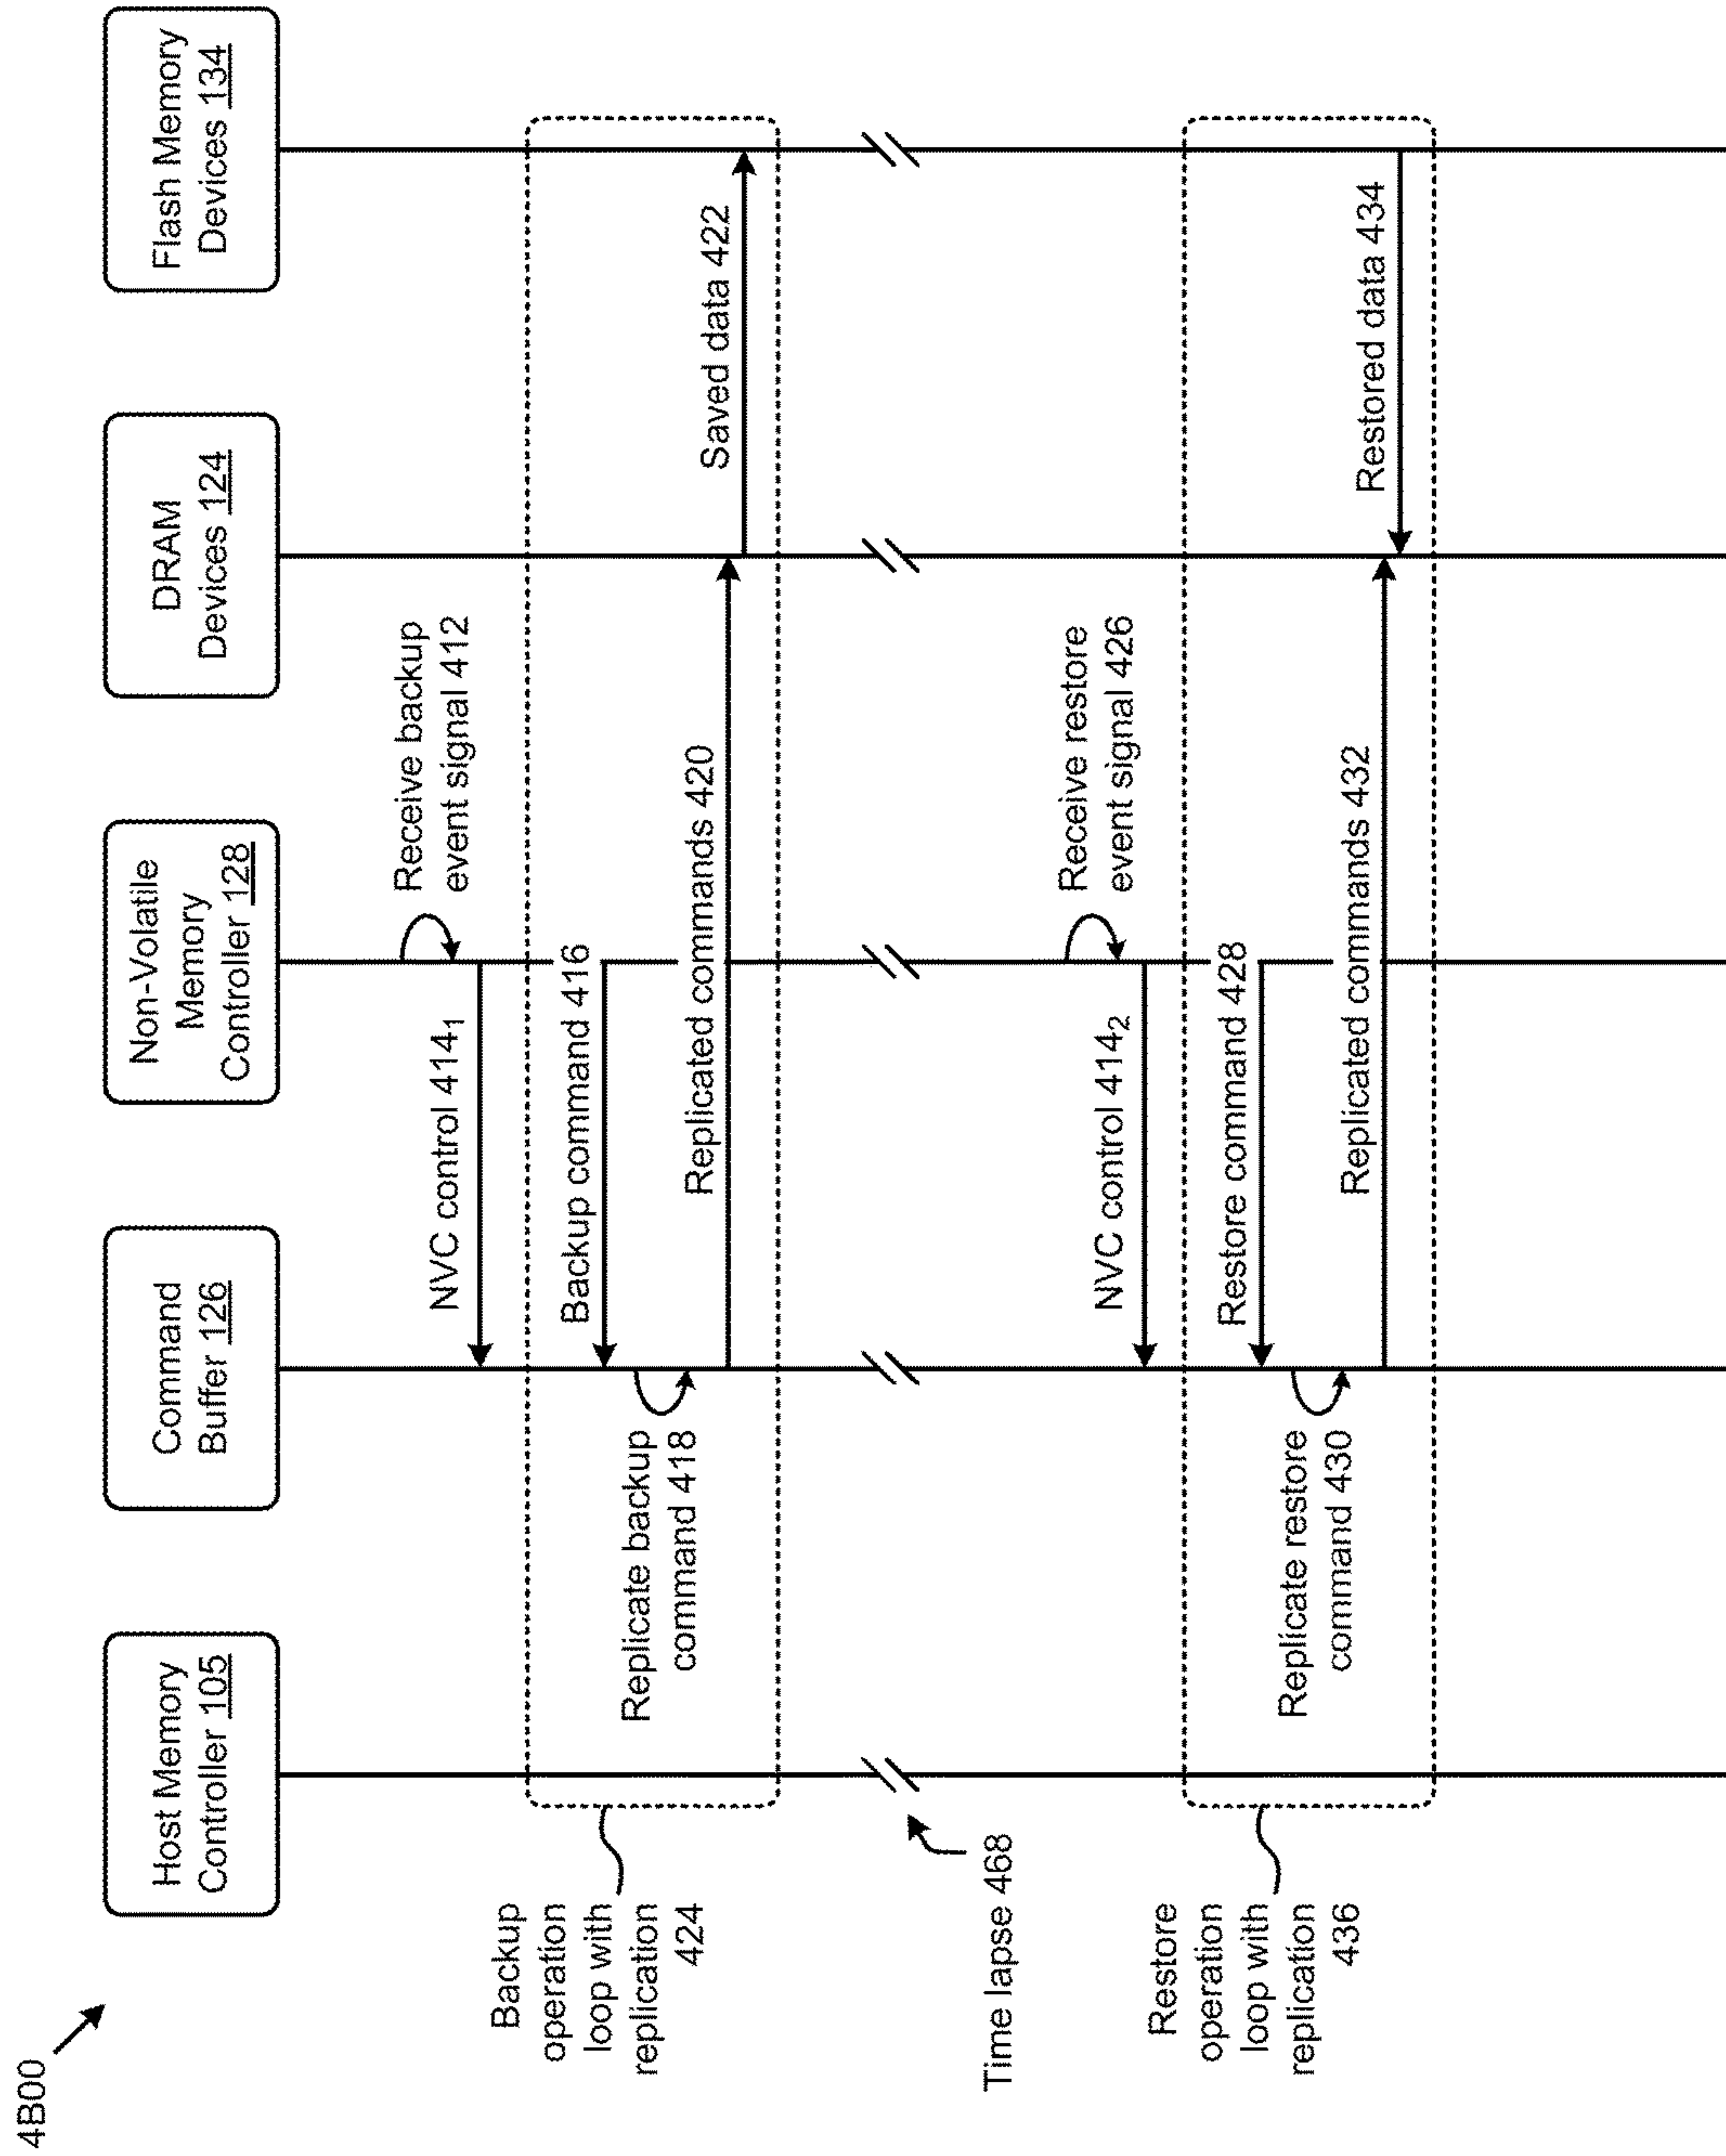 4B00
Host Memory
Controller 105
Command
Buffer 126
Non-Volatile
Memory
Controller 128
DRAM
Devices 124
Flash Memory
Devices 134
Receive backup
event signal 412
NVC control 414₁
Backup
operation
loop with
replication
424
Backup command 416
Replicate backup
command 418
Replicated commands 420
Saved data 422
Time lapse 468
Receive restore
event signal 426
NVC control 414₂
Restore
operation
loop with
replication
436
Restore command 428
Replicate restore
command 430
Replicated commands 432
Restored data 434